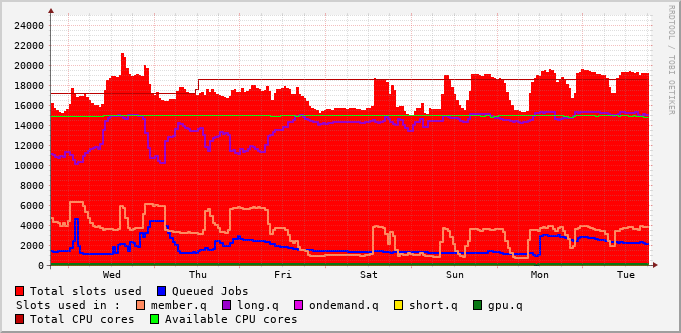 24000
22000
20000
18000
16000
14000
12000
10000
8000
6000
4000
2000
0
Wed Thu Fri Sat Sun Mon Tue
RRDTOOL / TOBI OETIKER
Total slots used Queued Jobs
Slots used in : member.q long.q ondemand.q short.q gpu.q
Total CPU cores Available CPU cores